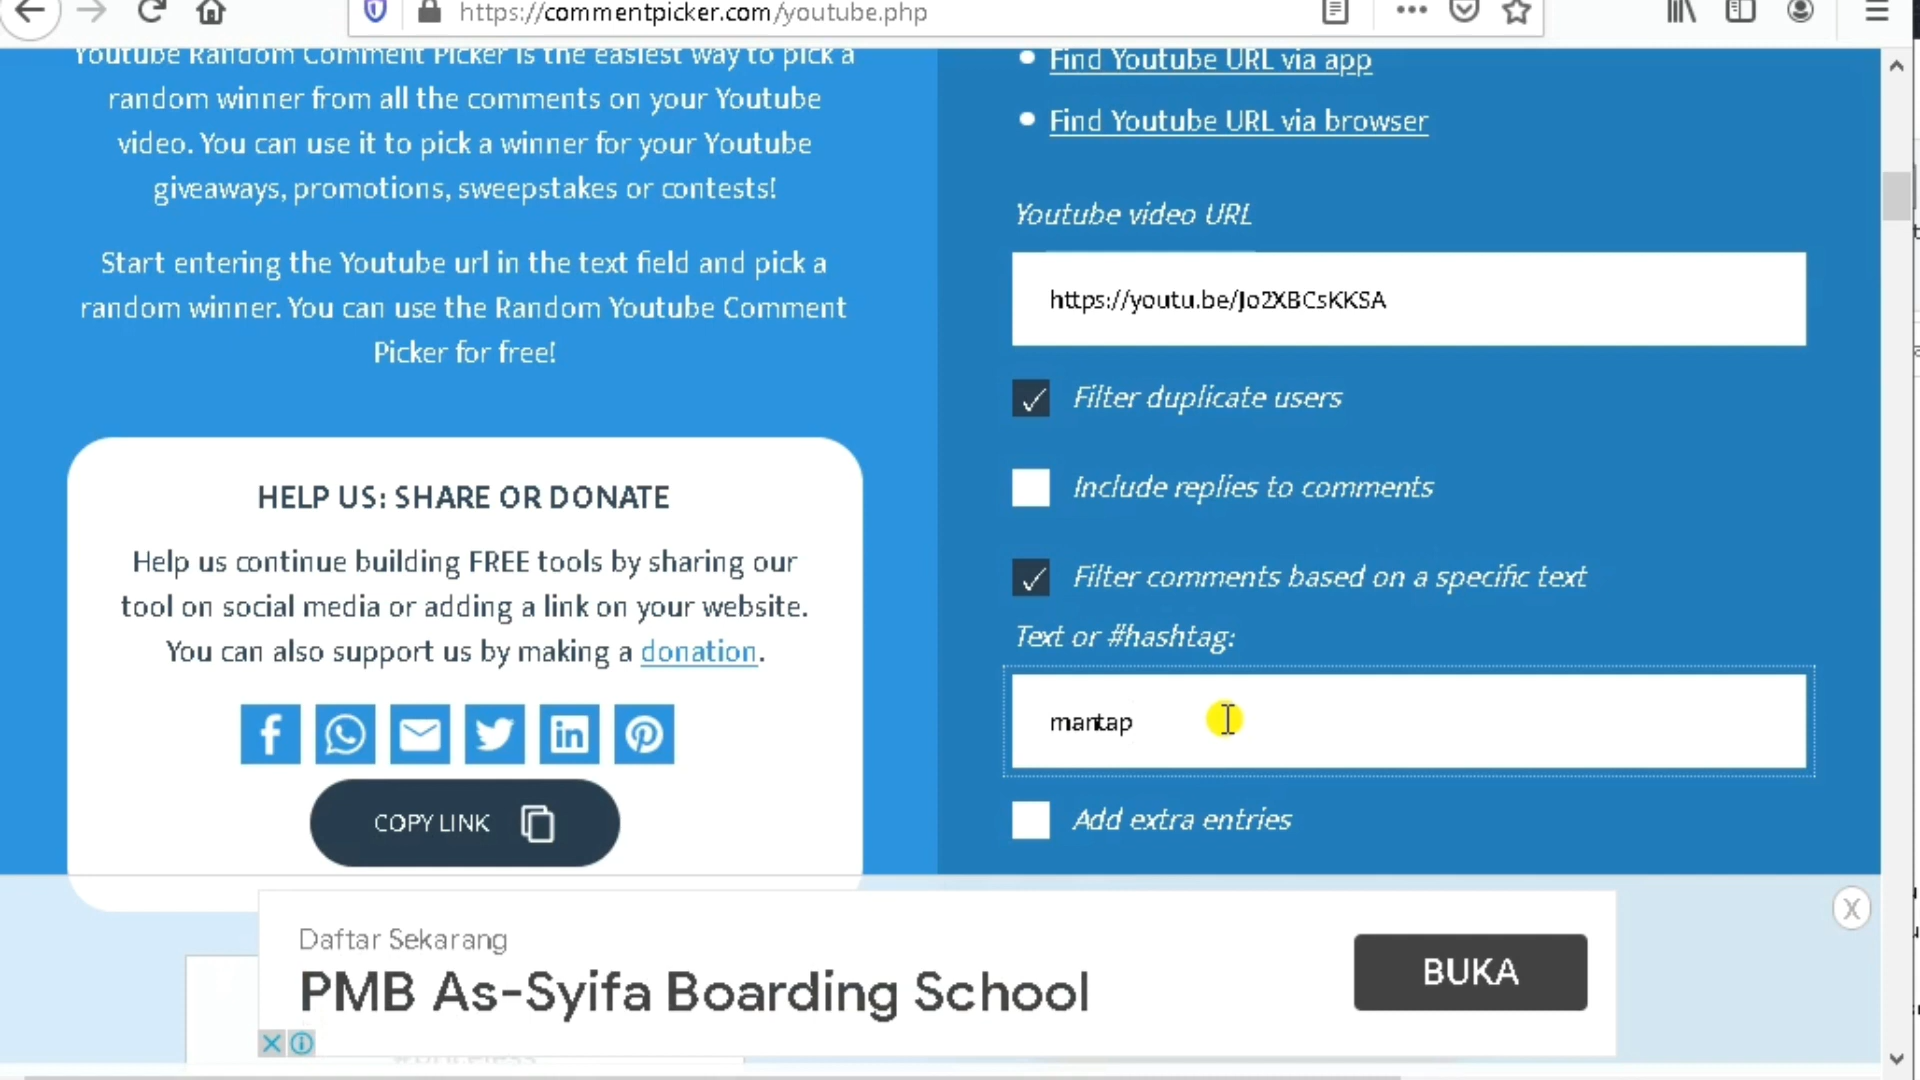 https://commentpicker.com/youtube.php
Youtube Random Comment Picker is the easiest way to pick a
random winner from all the comments on your Youtube
video. You can use it to pick a winner for your Youtube
giveaways, promotions, sweepstakes or contests!
Start entering the Youtube url in the text field and pick a
random winner. You can use the Random Youtube Comment
Picker for free!
HELP US: SHARE OR DONATE
Help us continue building FREE tools by sharing our
tool on social media or adding a link on your website.
You can also support us by making a donation.
COPY LINK
Find Youtube URL via app
Find Youtube URL via browser
Youtube video URL
https://youtu.be/Jo2XBCsKKSA
Filter duplicate users
Include replies to comments
Filter comments based on a specific text
Text or #hashtag:
mantap
Add extra entries
Daftar Sekarang
PMB As-Syifa Boarding School
BUKA
X